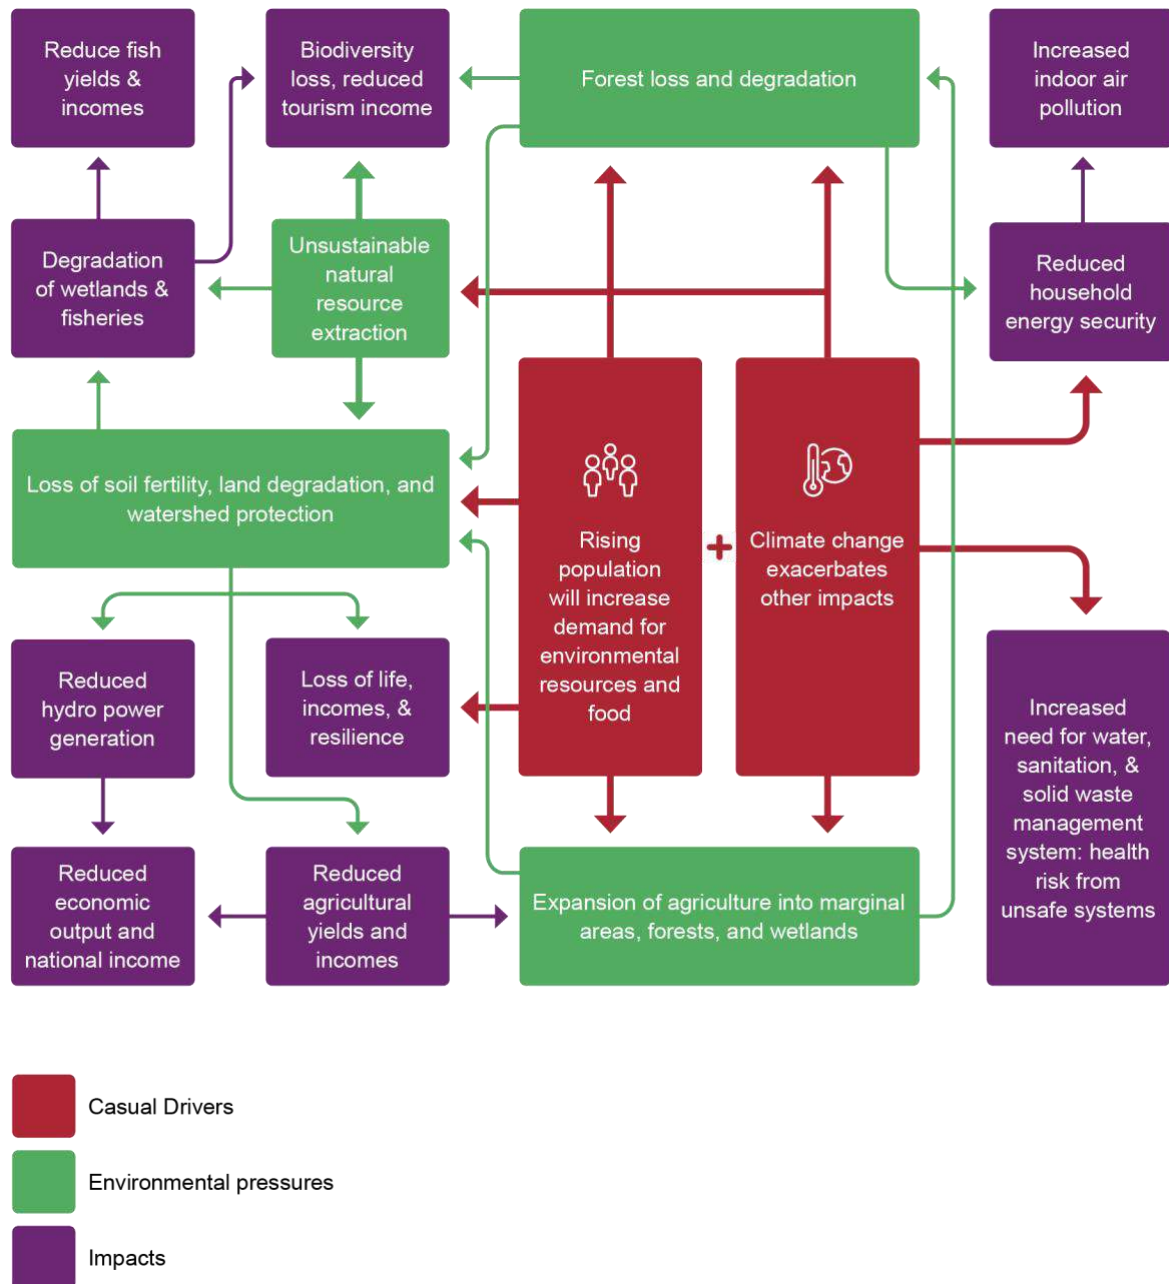 Reduce fish
yields &
incomes
Biodiversity
loss, reduced
tourism income
Forest loss and degradation
Increased
indoor air
pollution
Degradation
of wetlands &
fisheries
Unsustainable
natural
resource
extraction
Reduced
household
energy security
Loss of soil fertility, land degradation, and
watershed protection
Rising
population
will increase
demand for
environmental
resources and
food
+
Climate change
exacerbates
other impacts
Reduced
hydro power
generation
Loss of life,
incomes, &
resilience
Increased
need for water,
sanitation, &
solid waste
management
system: health
risk from
unsafe systems
Reduced
economic
output and
national income
Reduced
agricultural
yields and
incomes
Expansion of agriculture into marginal
areas, forests, and wetlands
Casual Drivers
Environmental pressures
Impacts